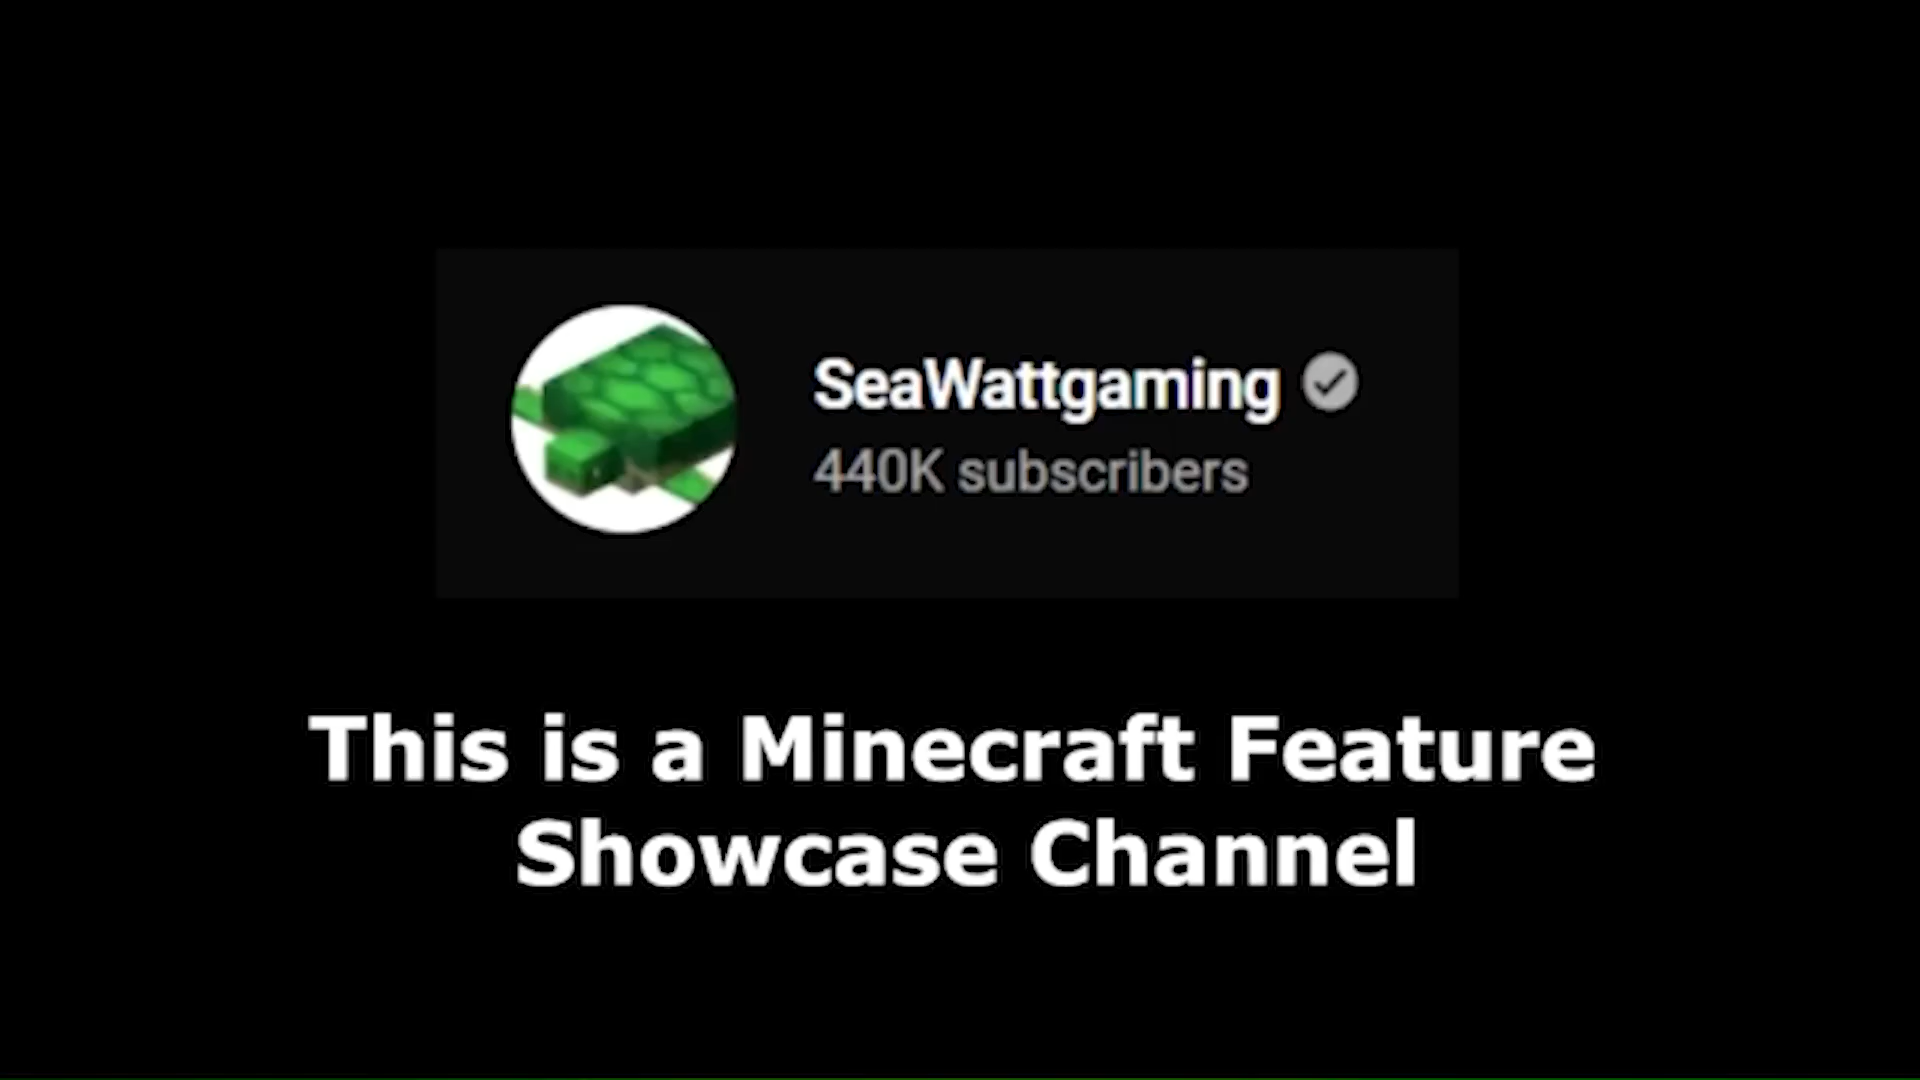 SeaWattgaming
440K subscribers
This is a Minecraft Feature
Showcase Channel